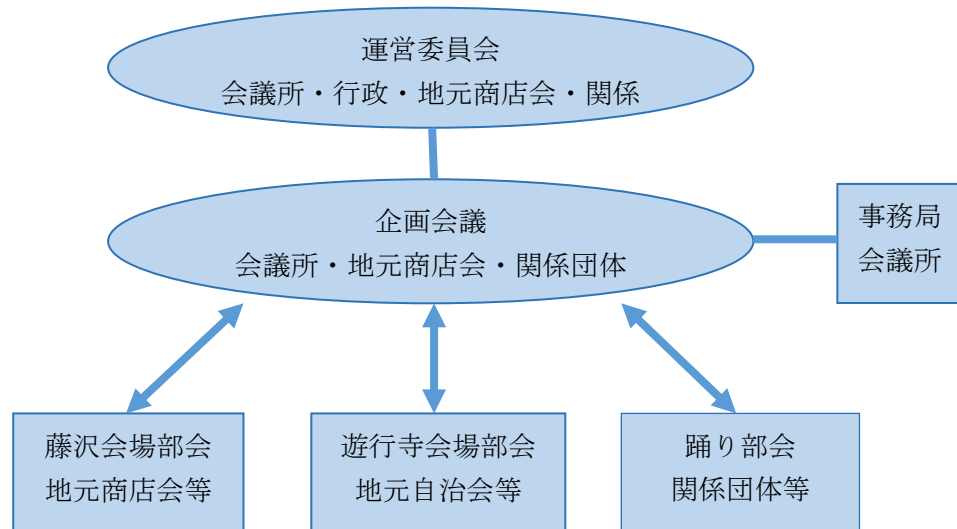 運営委員会
会議所・行政・地元商店会・関係
企画会議
会議所・地元商店会・関係団体
事務局
会議所
藤沢会場部会
地元商店会等
遊行寺会場部会
地元自治会等
踊り部会
関係団体等